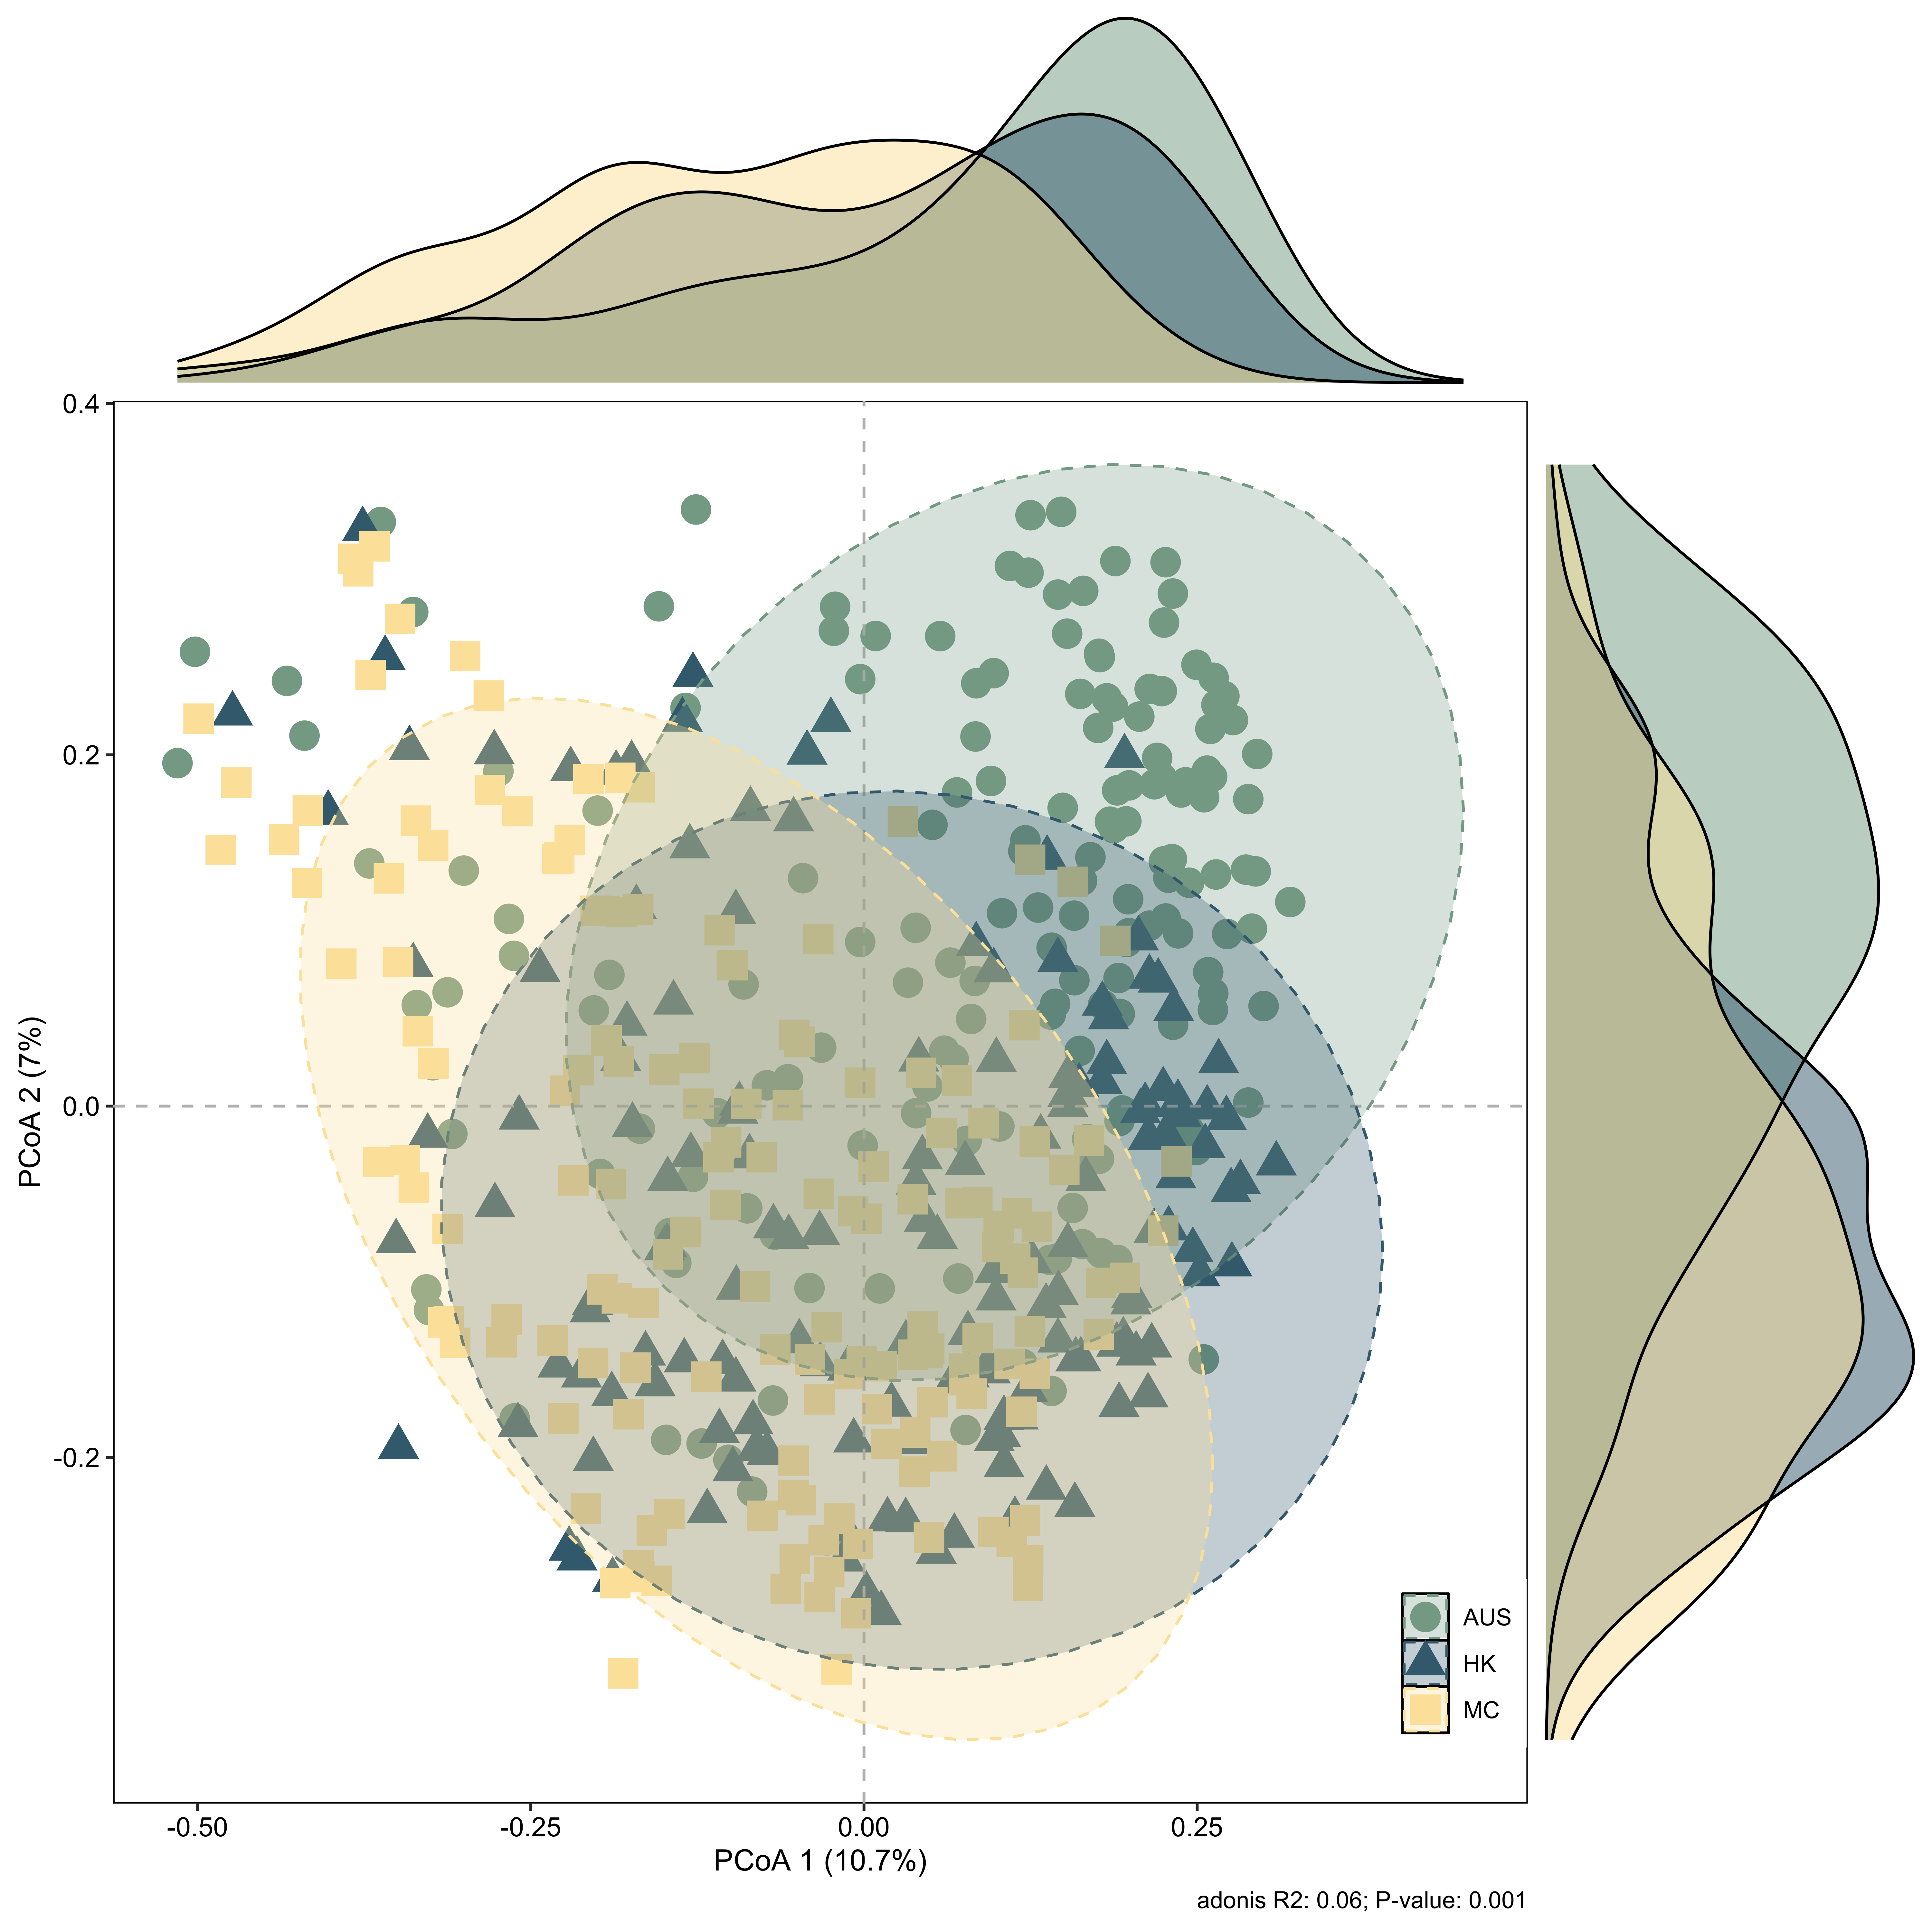 0.4
0.2
0.0
-0.2
PCoA 2 (7%)
AUS
HK
MC
-0.50
-0.25
0.00
0.25
PCoA 1 (10.7%)
adonis R2: 0.06; P-value: 0.001